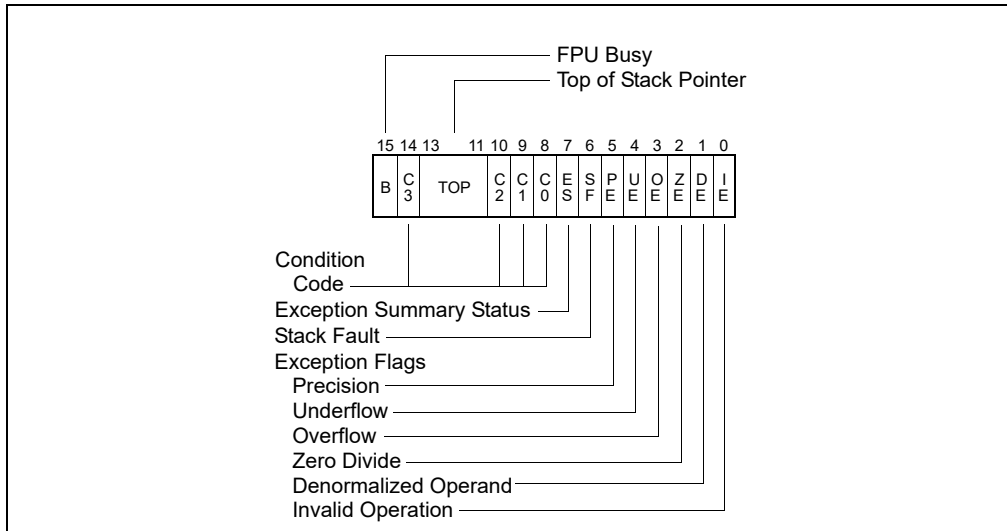 FPU Busy
Top of Stack Pointer
15 14 13 11 10 9 8 7 6 5 4 3 2 1 0
B C3 TOP C2 C1 C0 ES SF PE UE OE ZE DE IE
Condition
Code
Exception Summary Status
Stack Fault
Exception Flags
Precision
Underflow
Overflow
Zero Divide
Denormalized Operand
Invalid Operation